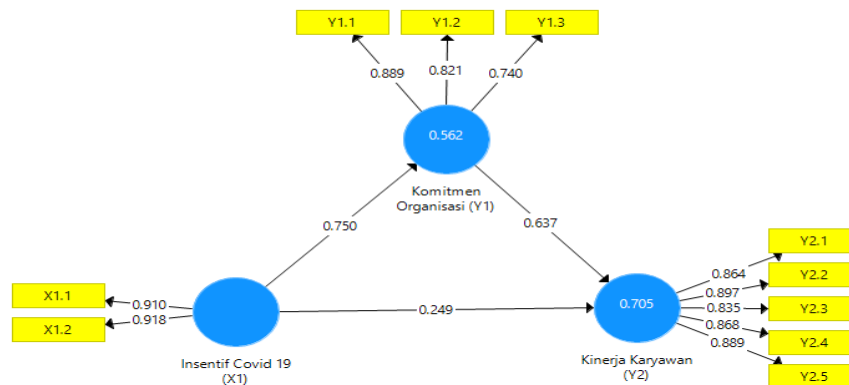 Y1.1
Y1.2
Y1.3
0.889
0.821
0.740
0.562
Komitmen
Organisasi (Y1)
0.750
0.637
X1.1
X1.2
0.910
0.918
Insentif Covid 19
(X1)
0.249
0.705
Kinerja Karyawan
(Y2)
0.864
0.897
0.835
0.868
0.889
Y2.1
Y2.2
Y2.3
Y2.4
Y2.5